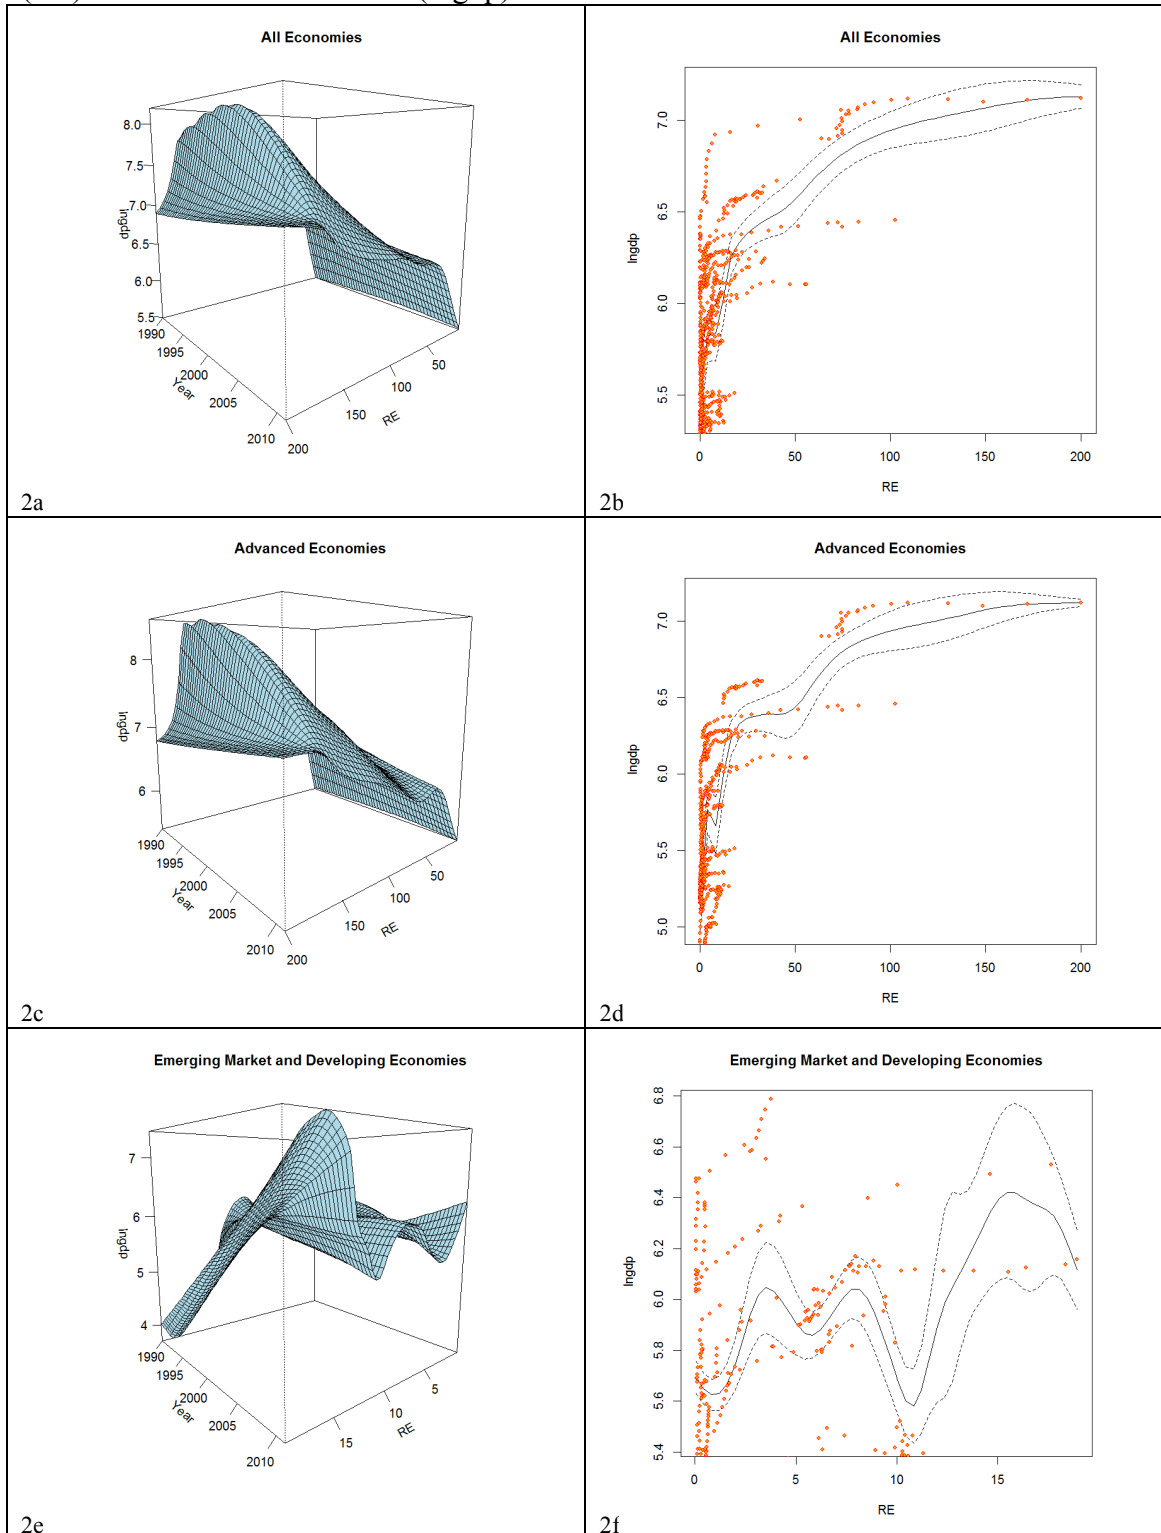 All Economies
8.0
7.5
7.0
6.5
6.0
5.5
lngdp
1990
1995
2000
2005
2010
Year
50
100
150
200
RE
2a
All Economies
7.0
6.5
6.0
5.5
lngdp
0 50 100 150 200
RE
2b
Advanced Economies
8
7
6
lngdp
1990
1995
2000
2005
2010
Year
50
100
150
200
RE
2c
Advanced Economies
7.0
6.5
6.0
5.5
5.0
lngdp
0 50 100 150 200
RE
2d
Emerging Market and Developing Economies
7
6
5
4
lngdp
1990
1995
2000
2005
2010
Year
5
10
15
RE
2e
Emerging Market and Developing Economies
6.8
6.6
6.4
6.2
6.0
5.8
5.6
5.4
lngdp
0 5 10 15
RE
2f